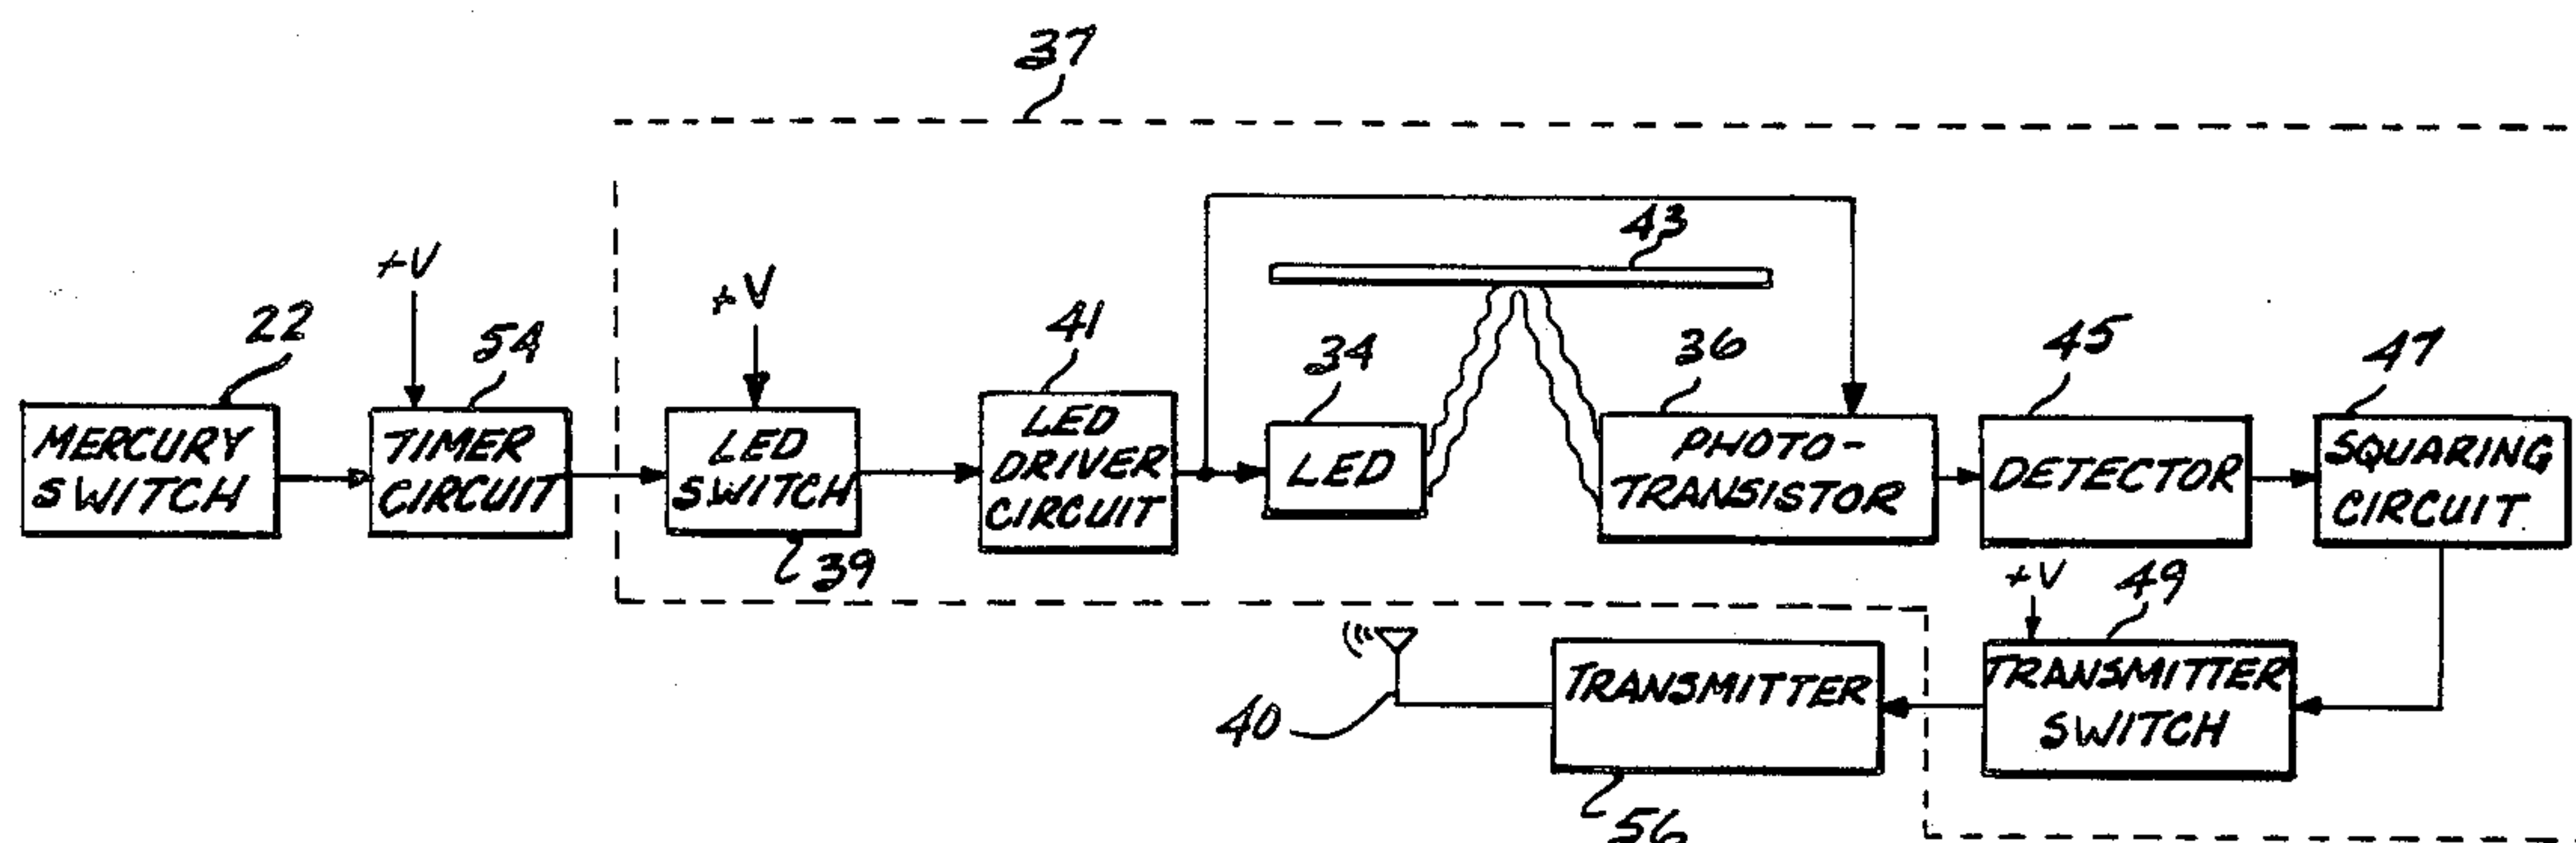 37
43
+V
+V
22
54
41
34
36
45
47
MERCURY
SWITCH
TIMER
CIRCUIT
LED
SWITCH
LED
DRIVER
CIRCUIT
LED
PHOTO-
TRANSISTOR
DETECTOR
SQUARING
CIRCUIT
39
+V
49
40
TRANSMITTER
TRANSMITTER
SWITCH
56